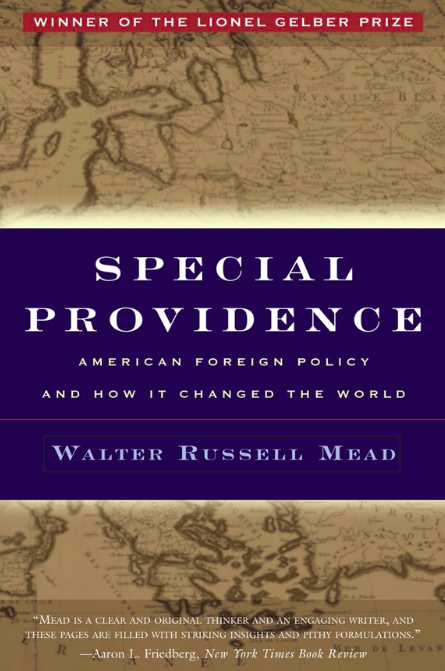 WINNER OF THE LIONEL GELBER PRIZE
RUSSIE BLA
SPECIAL
PROVIDENCE
AMERICAN FOREIGN POLICY
AND HOW IT CHANGED THE WORLD
WALTER RUSSELL MEAD
“MEAD IS A CLEAR AND ORIGINAL THINKER AND AN ENGAGING WRITER, AND
THESE PAGES ARE FILLED WITH STRIKING INSIGHTS AND PITHY FORMULATIONS.”
—Aaron L. Friedberg, New York Times Book Review